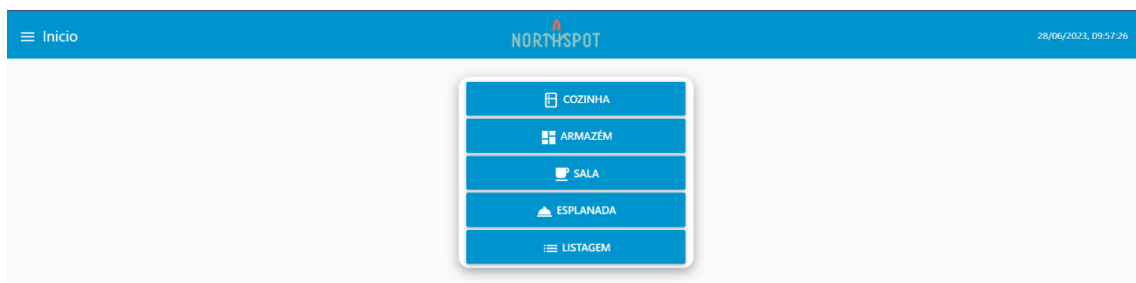 Inicio
NORTHSPOT
28/06/2023, 09:57:26
COZINHA
ARMAZÉM
SALA
ESPLANADA
LISTAGEM